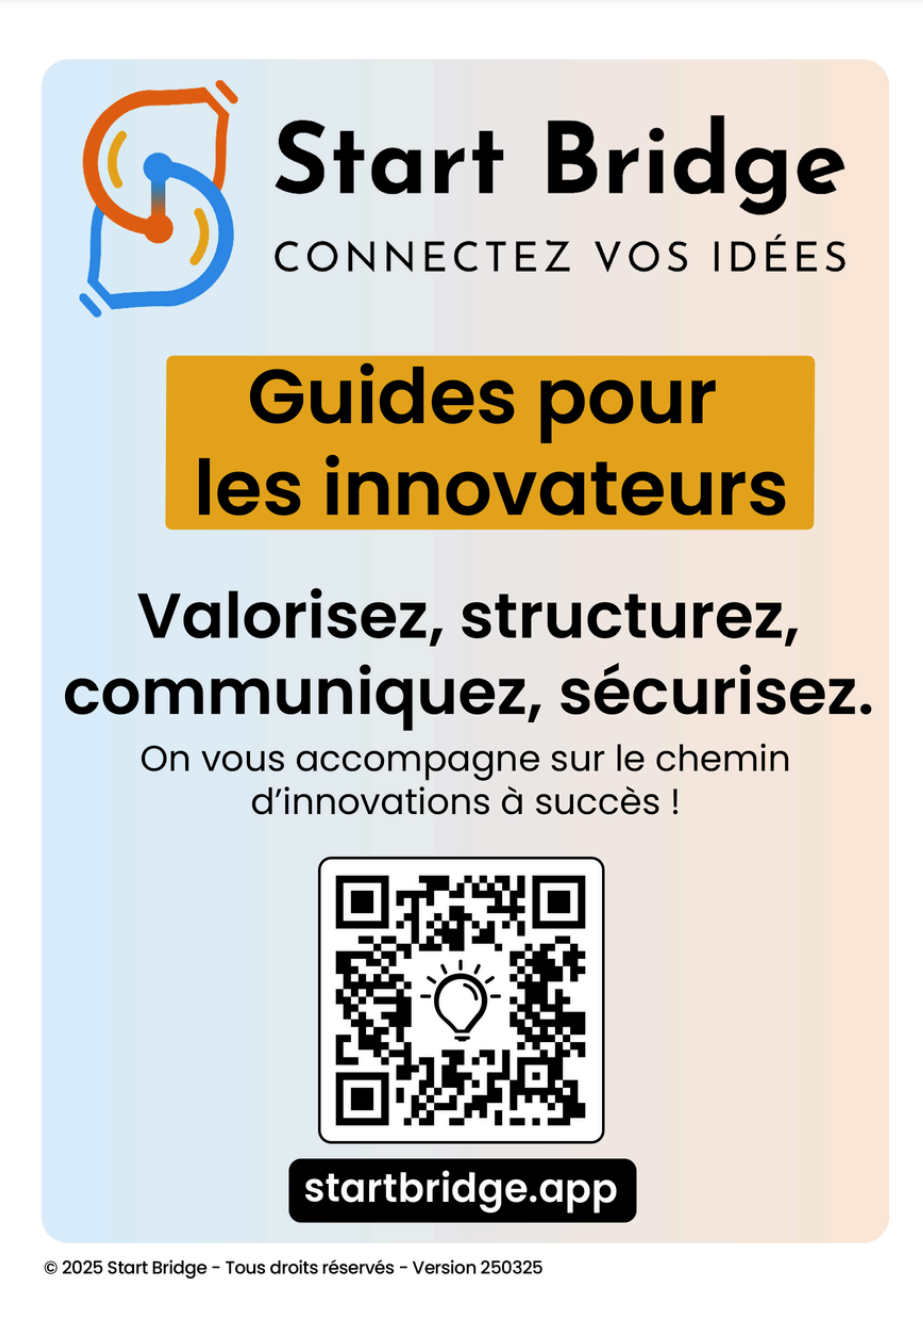 Start Bridge
CONNECTEZ VOS IDÉES
Guides pour
les innovateurs
Valorisez, structurez,
communiquez, sécurisez.
On vous accompagne sur le chemin
d’innovations à succès !
startbridge.app
© 2025 Start Bridge - Tous droits réservés - Version 250325